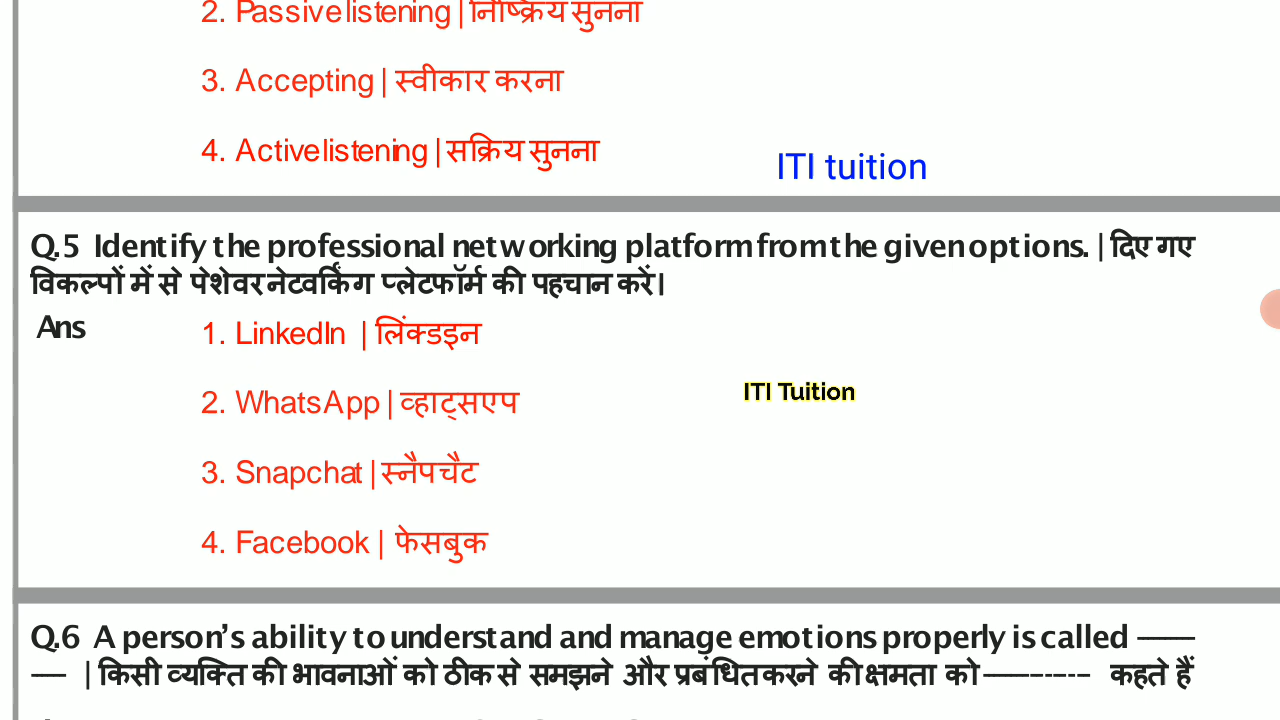 2. Passive listening | निष्क्रिय सुनना
3. Accepting | स्वीकार करना
4. Active listening | सक्रिय सुनना
ITI tuition
Q.5 Identify the professional networking platform from the given options. | दिए गए
विकल्पों में से पेशेवर नेटवर्किंग प्लेटफॉर्म की पहचान करें।
Ans
1. LinkedIn | लिंक्डइन
2. WhatsApp | व्हाट्सएप
ITI Tuition
3. Snapchat | स्नैपचैट
4. Facebook | फेसबुक
Q.6 A person's ability to understand and manage emotions properly is called -----
--- | किसी व्यक्ति की भावनाओं को ठीक से समझने और प्रबंधित करने की क्षमता को -------- कहते हैं